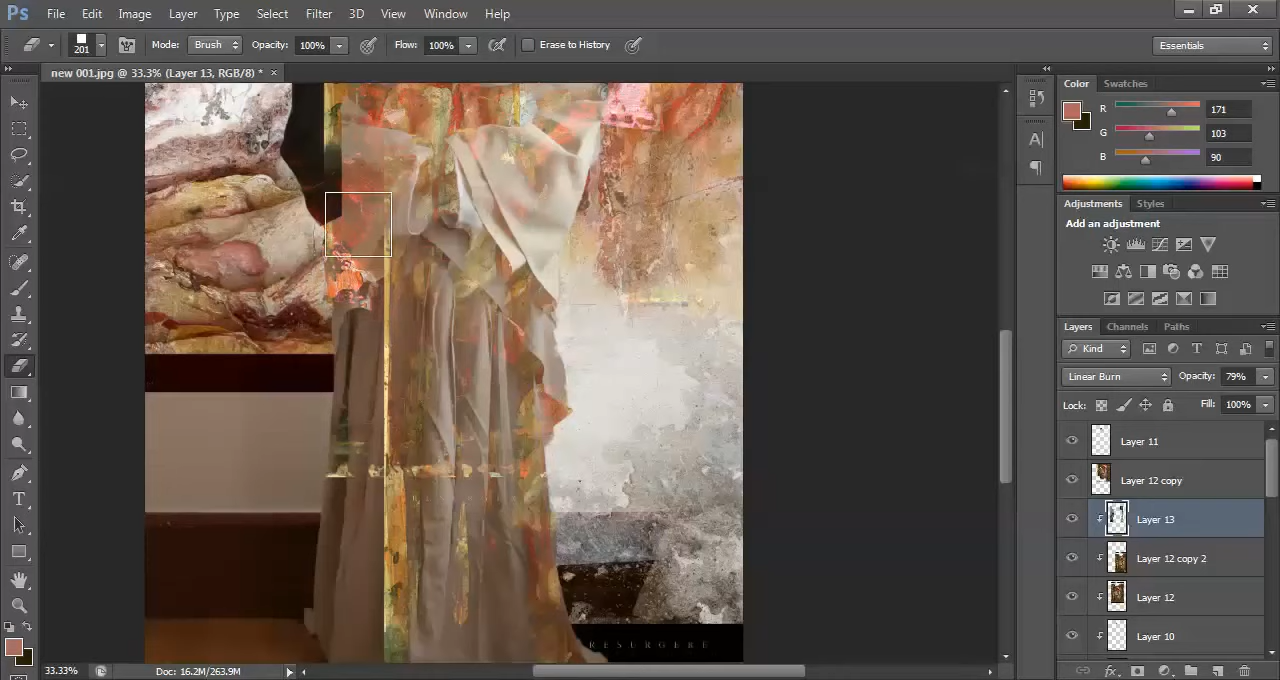 Ps File Edit Image Layer Type Select Filter 3D View Window Help
201 Mode: Brush Opacity: 100% Flow: 100% Erase to History Essentials
new 001.jpg @ 33.3% (Layer 13, RGB/8) * ×
Color Swatches
R 171
G 103
B 90
Adjustments Styles
Add an adjustment
Layers Channels Paths
Kind
Linear Burn Opacity: 79%
Lock: Fill: 100%
Layer 11
Layer 12 copy
Layer 13
Layer 12 copy 2
Layer 12
Layer 10
RESURGERE
33.33% Doc: 16.2M/263.9M